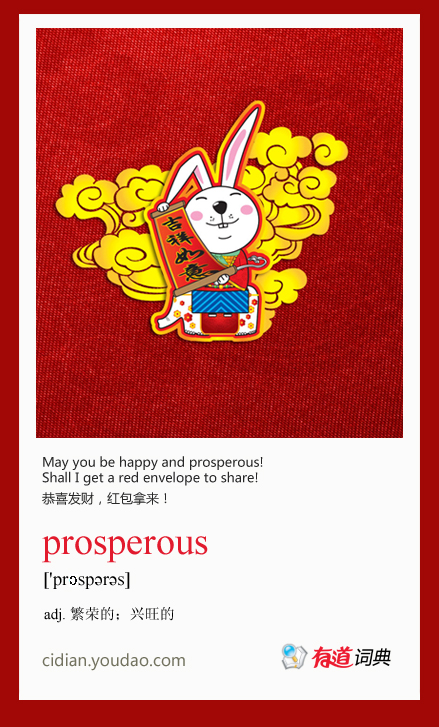 吉祥如意
May you be happy and prosperous!
Shall I get a red envelope to share!
恭喜发财，红包拿来！
prosperous
['prɔspərəs]
adj. 繁荣的；兴旺的
cidian.youdao.com
有道词典